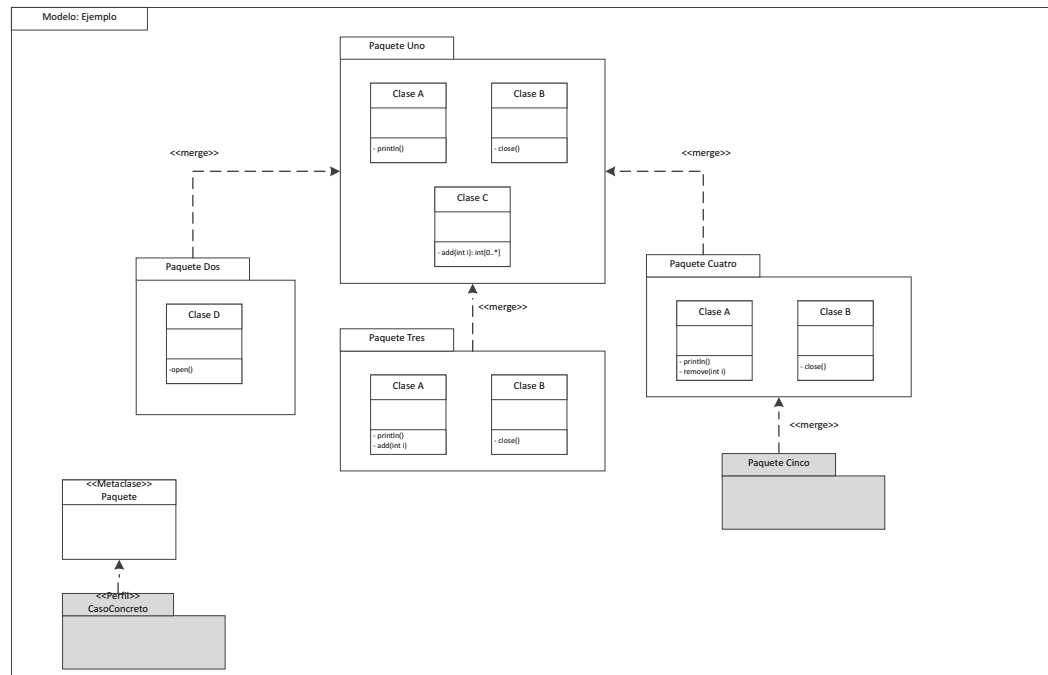 Modelo: Ejemplo
Paquete Uno
Clase A
- println()
Clase B
- close()
Clase C
- add(int i): int[0..*]
<<merge>>
<<merge>>
<<merge>>
Paquete Dos
Clase D
-open()
Paquete Tres
Clase A
- println()
- add(int i)
Clase B
- close()
Paquete Cuatro
Clase A
- println()
- remove(int i)
Clase B
- close()
<<merge>>
Paquete Cinco
<<Metaclase>>
Paquete
<<Perfil>>
CasoConcreto